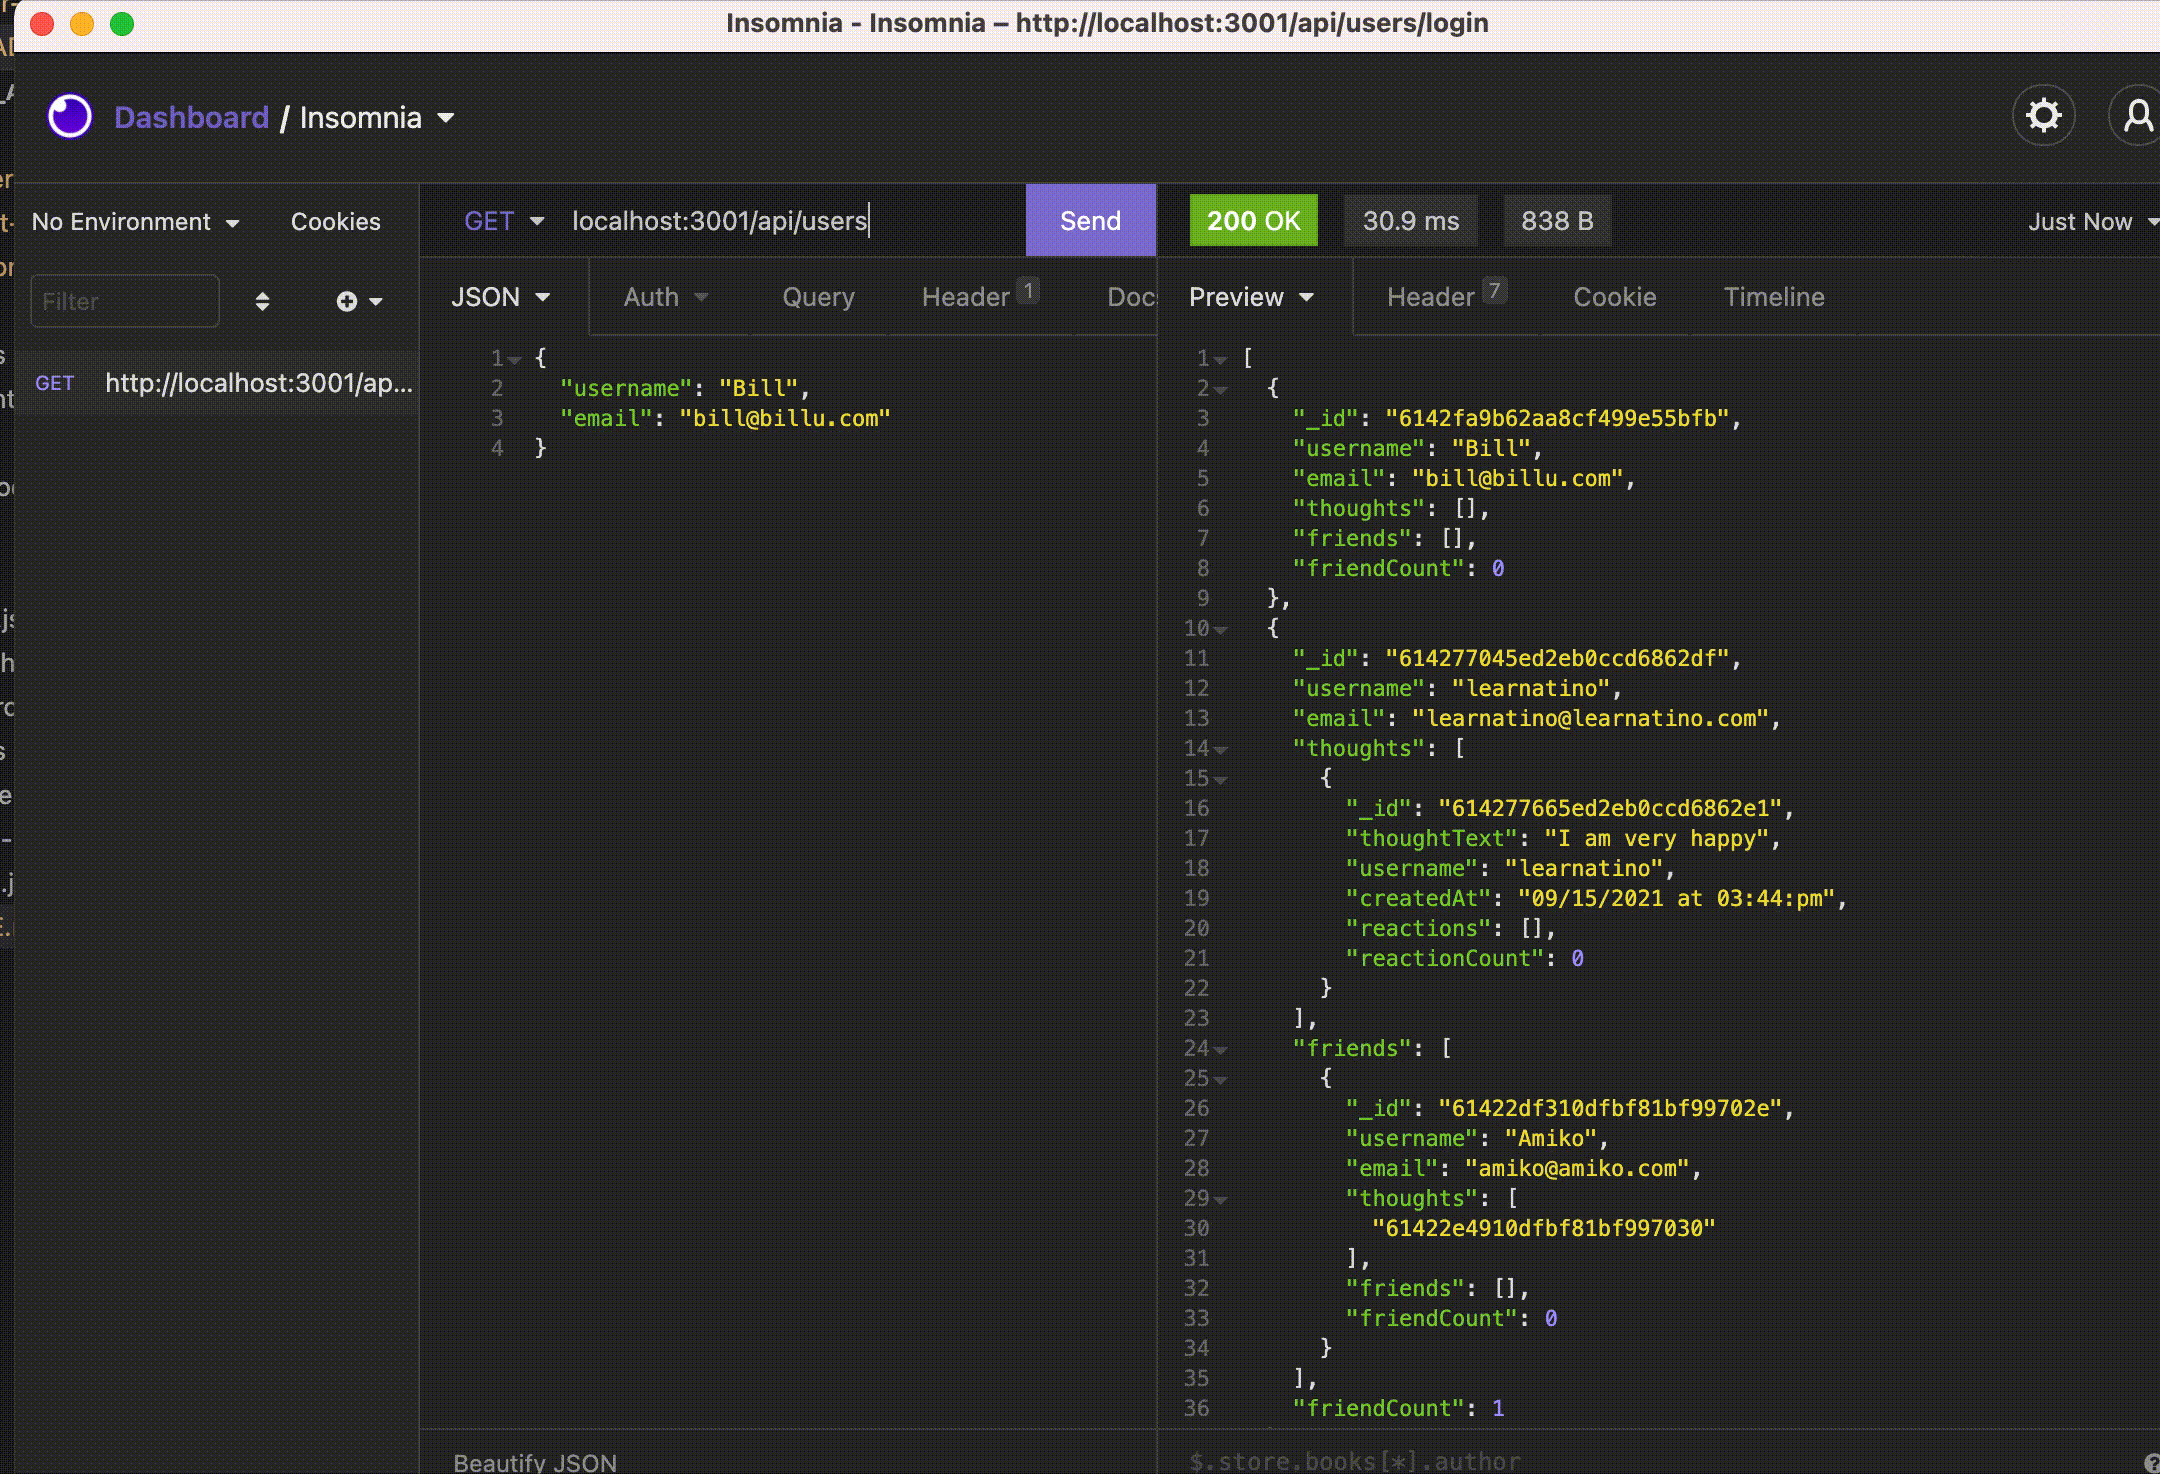 Insomnia - Insomnia – http://localhost:3001/api/users/login
Dashboard / Insomnia
No Environment Cookies
GET localhost:3001/api/users Send
200 OK 30.9 ms 838 B Just Now
Filter
JSON Auth Query Header 1
Preview Header 7 Cookie Timeline
GET http://localhost:3001/ap...
1 {
2 "username": "Bill",
3 "email": "bill@billu.com"
4 }
1 [
2 {
3 "_id": "6142fa9b62aa8cf499e55bfb",
4 "username": "Bill",
5 "email": "bill@billu.com",
6 "thoughts": [],
7 "friends": [],
8 "friendCount": 0
9 },
10 {
11 "_id": "614277045ed2eb0ccd6862df",
12 "username": "learnatino",
13 "email": "learnatino@learnatino.com",
14 "thoughts": [
15 {
16 "_id": "614277665ed2eb0ccd6862e1",
17 "thoughtText": "I am very happy",
18 "username": "learnatino",
19 "createdAt": "09/15/2021 at 03:44:pm",
20 "reactions": [],
21 "reactionCount": 0
22 }
23 ],
24 "friends": [
25 {
26 "_id": "61422df310dfbf81bf99702e",
27 "username": "Amiko",
28 "email": "amiko@amiko.com",
29 "thoughts": [
30 "61422e4910dfbf81bf997030"
31 ],
32 "friends": [],
33 "friendCount": 0
34 }
35 ],
36 "friendCount": 1
Beautify JSON
$.store.books[*].author